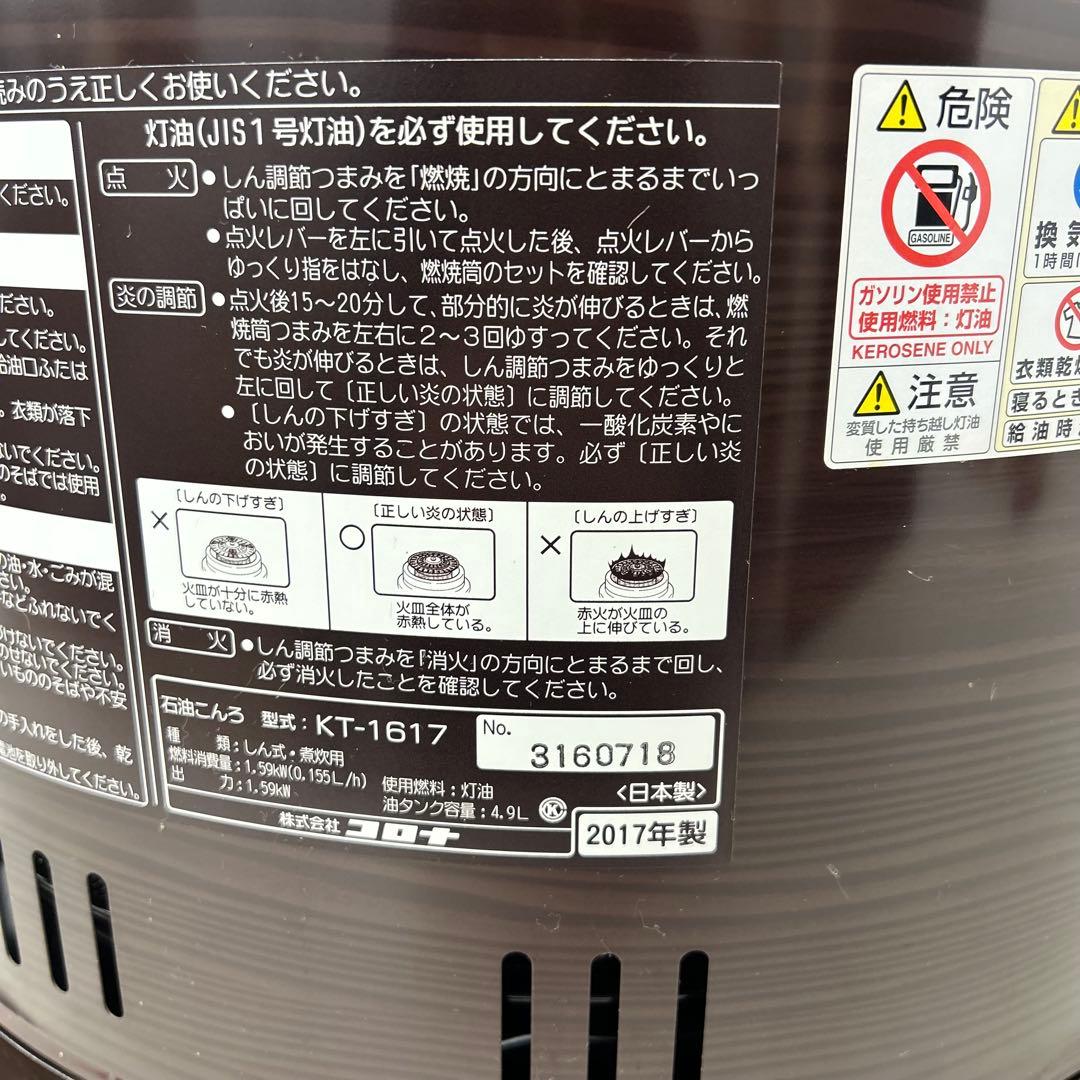 読みのうえ正しくお使いください。
ください。
ださい。
してください。
給油口ふたは
。衣類が落下
ないでください。
のそばでは使用
の油・水・ごみが混
さい。
などふれないでく
づけないでください。
のせないでください。
いもののそばや不安
の手入れをした後、乾
電池を取り外してください。
灯油(JIS1号灯油)を必ず使用してください。
点 火
●しん調節つまみを「燃焼」の方向にとまるまでいっ
ぱいに回してください。
●点火レバーを左に引いて点火した後、点火レバーから
ゆっくり指をはなし、燃焼筒のセットを確認してください。
炎の調節
●点火後15〜20分して、部分的に炎が伸びるときは、燃
焼筒つまみを左右に2〜3回ゆすってください。それ
でも炎が伸びるときは、しん調節つまみをゆっくりと
左に回して〔正しい炎の状態〕に調節してください。
●〔しんの下げすぎ〕の状態では、一酸化炭素やに
おいが発生することがあります。必ず〔正しい炎
の状態〕に調節してください。
〔しんの下げすぎ〕
×
火皿が十分に赤熱
していない。
〔正しい炎の状態〕
○
火皿全体が
赤熱している。
〔しんの上げすぎ〕
×
赤火が火皿の
上に伸びている。
消 火
●しん調節つまみを『消火』の方向にとまるまで回し、
必ず消火したことを確認してください。
石油こんろ 型式：KT-1617
種 類：しん式・煮炊用
燃料消費量：1.59kW(0.155L/h)
出 力：1.59kW
使用燃料：灯油
油タンク容量：4.9L
No.
3160718
<日本製>
株式会社コロナ
2017年製
危険
GASOLINE
ガソリン使用禁止
使用燃料：灯油
KEROSENE ONLY
注意
変質した持ち越し灯油
使用厳禁
換気
1時間に
衣類乾燥
寝るとき
給油時